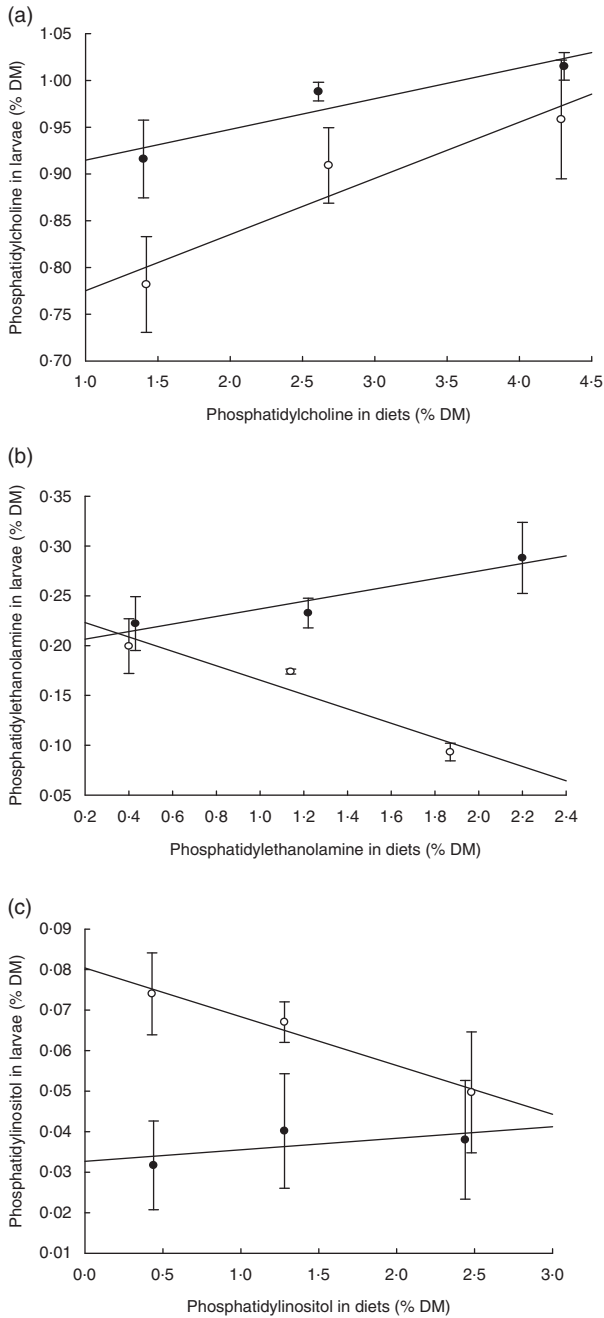 (a)
Phosphatidylcholine in larvae (% DM)
1·05
1·00
0·95
0·90
0·85
0·80
0·75
0·70
1·0 1·5 2·0 2·5 3·0 3·5 4·0 4·5
Phosphatidylcholine in diets (% DM)
(b)
Phosphatidylethanolamine in larvae (% DM)
0·35
0·30
0·25
0·20
0·15
0·10
0·05
0·2 0·4 0·6 0·8 1·0 1·2 1·4 1·6 1·8 2·0 2·2 2·4
Phosphatidylethanolamine in diets (% DM)
(c)
Phosphatidylinositol in larvae (% DM)
0·09
0·08
0·07
0·06
0·05
0·04
0·03
0·02
0·01
0·0 0·5 1·0 1·5 2·0 2·5 3·0
Phosphatidylinositol in diets (% DM)